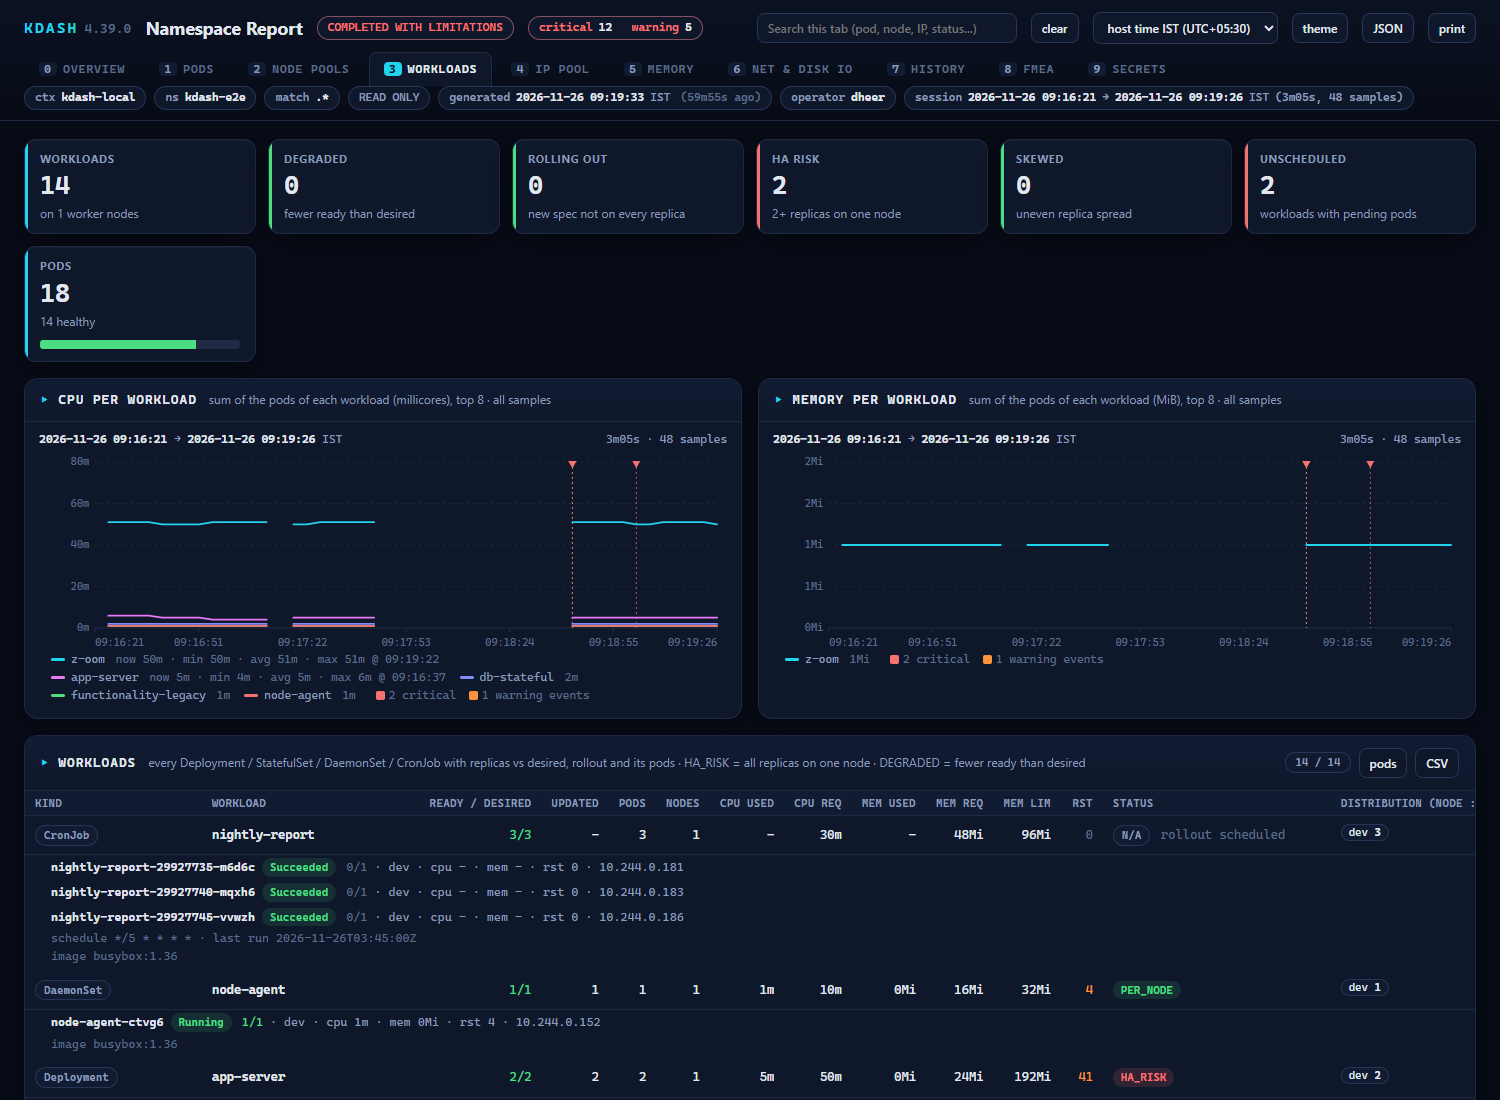 KDASH 4.39.0 Namespace Report COMPLETED WITH LIMITATIONS critical 12 warning 5 Search this tab (pod, node, IP, status...) clear host time IST (UTC+05:30) theme JSON print
0 OVERVIEW 1 PODS 2 NODE POOLS 3 WORKLOADS 4 IP POOL 5 MEMORY 6 NET & DISK IO 7 HISTORY 8 FMEA 9 SECRETS
ctx kdash-local ns kdash-e2e match .* READ ONLY generated 2026-11-26 09:19:33 IST (59m55s ago) operator dheer session 2026-11-26 09:16:21 → 2026-11-26 09:19:26 IST (3m05s, 48 samples)
WORKLOADS DEGRADED ROLLING OUT HA RISK SKEWED UNSCHEDULED
14 0 0 2 0 2
on 1 worker nodes fewer ready than desired new spec not on every replica 2+ replicas on one node uneven replica spread workloads with pending pods
PODS
18
14 healthy
CPU PER WORKLOAD sum of the pods of each workload (millicores), top 8 · all samples
2026-11-26 09:16:21 → 2026-11-26 09:19:26 IST 3m05s · 48 samples
80m
60m
40m
20m
0m
09:16:21 09:16:51 09:17:22 09:17:53 09:18:24 09:18:55 09:19:26
z-oom now 50m · min 50m · avg 51m · max 51m @ 09:19:22
app-server now 5m · min 4m · avg 5m · max 6m @ 09:16:37 db-stateful 2m
functionality-legacy 1m node-agent 1m 2 critical 1 warning events
MEMORY PER WORKLOAD sum of the pods of each workload (MiB), top 8 · all samples
2026-11-26 09:16:21 → 2026-11-26 09:19:26 IST 3m05s · 48 samples
2Mi
2Mi
1Mi
1Mi
0Mi
09:16:21 09:16:51 09:17:22 09:17:53 09:18:24 09:18:55 09:19:26
z-oom 1Mi 2 critical 1 warning events
WORKLOADS every Deployment / StatefulSet / DaemonSet / CronJob with replicas vs desired, rollout and its pods · HA_RISK = all replicas on one node · DEGRADED = fewer ready than desired 14 / 14 pods CSV
KIND WORKLOAD READY / DESIRED UPDATED PODS NODES CPU USED CPU REQ MEM USED MEM REQ MEM LIM RST STATUS DISTRIBUTION (NODE :
CronJob nightly-report 3/3 – 3 1 – 30m – 48Mi 96Mi 0 N/A rollout scheduled dev 3
nightly-report-29927735-m6d6c Succeeded 0/1 · dev · cpu – · mem – · rst 0 · 10.244.0.181
nightly-report-29927740-mqxh6 Succeeded 0/1 · dev · cpu – · mem – · rst 0 · 10.244.0.183
nightly-report-29927745-vvwzh Succeeded 0/1 · dev · cpu – · mem – · rst 0 · 10.244.0.186
schedule */5 * * * * · last run 2026-11-26T03:45:00Z
image busybox:1.36
DaemonSet node-agent 1/1 1 1 1 1m 10m 0Mi 16Mi 32Mi 4 PER_NODE dev 1
node-agent-ctvg6 Running 1/1 · dev · cpu 1m · mem 0Mi · rst 4 · 10.244.0.152
image busybox:1.36
Deployment app-server 2/2 2 2 1 5m 50m 0Mi 24Mi 192Mi 41 HA_RISK dev 2